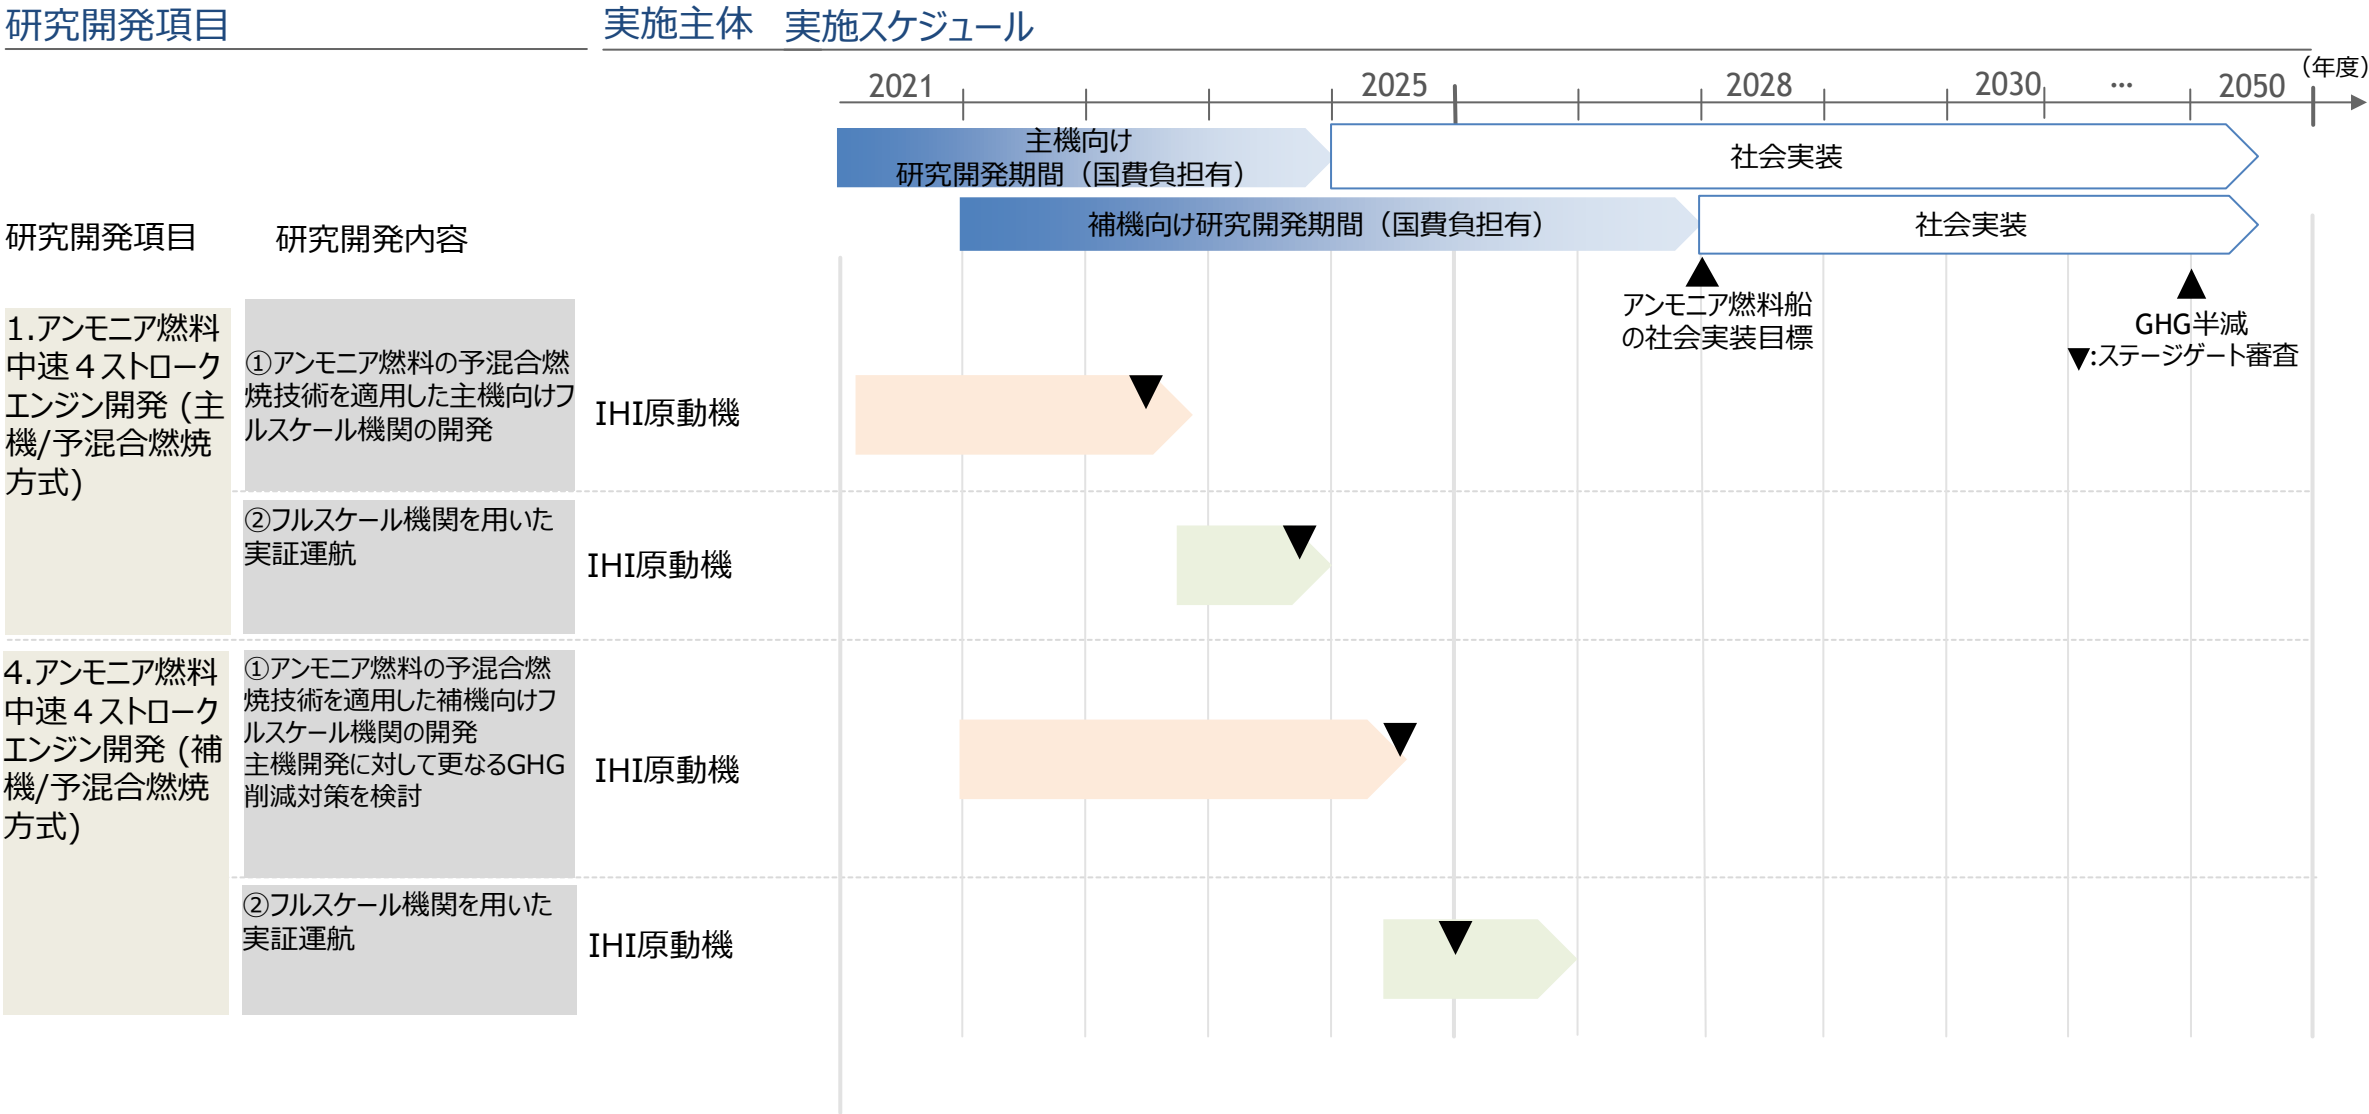 研究開発項目
実施主体
実施スケジュール
(年度)
2021
2025
2028
2030
…
2050
主機向け
研究開発期間（国費負担有）
社会実装
補機向け研究開発期間（国費負担有）
社会実装
研究開発項目
研究開発内容
アンモニア燃料船
の社会実装目標
GHG半減
▼:ステージゲート審査
1.アンモニア燃料
中速４ストローク
エンジン開発 (主
機/予混合燃焼
方式)
①アンモニア燃料の予混合燃
焼技術を適用した主機向けフ
ルスケール機関の開発
IHI原動機
②フルスケール機関を用いた
実証運航
IHI原動機
4.アンモニア燃料
中速４ストローク
エンジン開発 (補
機/予混合燃焼
方式)
①アンモニア燃料の予混合燃
焼技術を適用した補機向けフ
ルスケール機関の開発
主機開発に対して更なるGHG
削減対策を検討
IHI原動機
②フルスケール機関を用いた
実証運航
IHI原動機